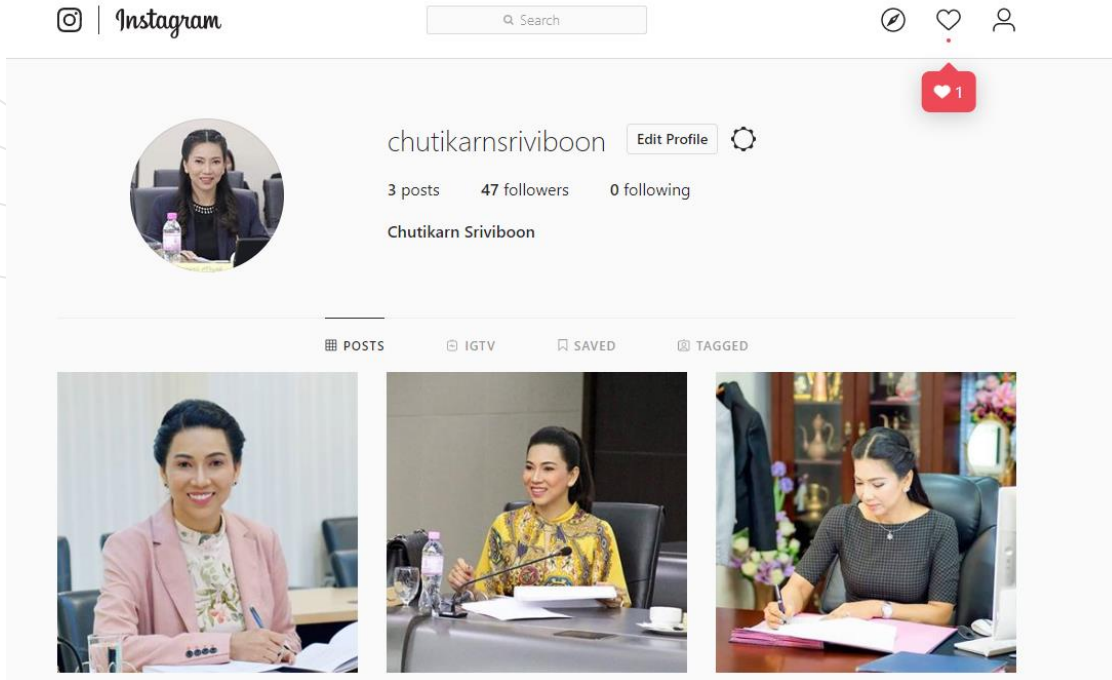 Instagram
Search
1
chutikarnsriviboon Edit Profile
3 posts 47 followers 0 following
Chutikarn Sriviboon
POSTS IGTV SAVED TAGGED